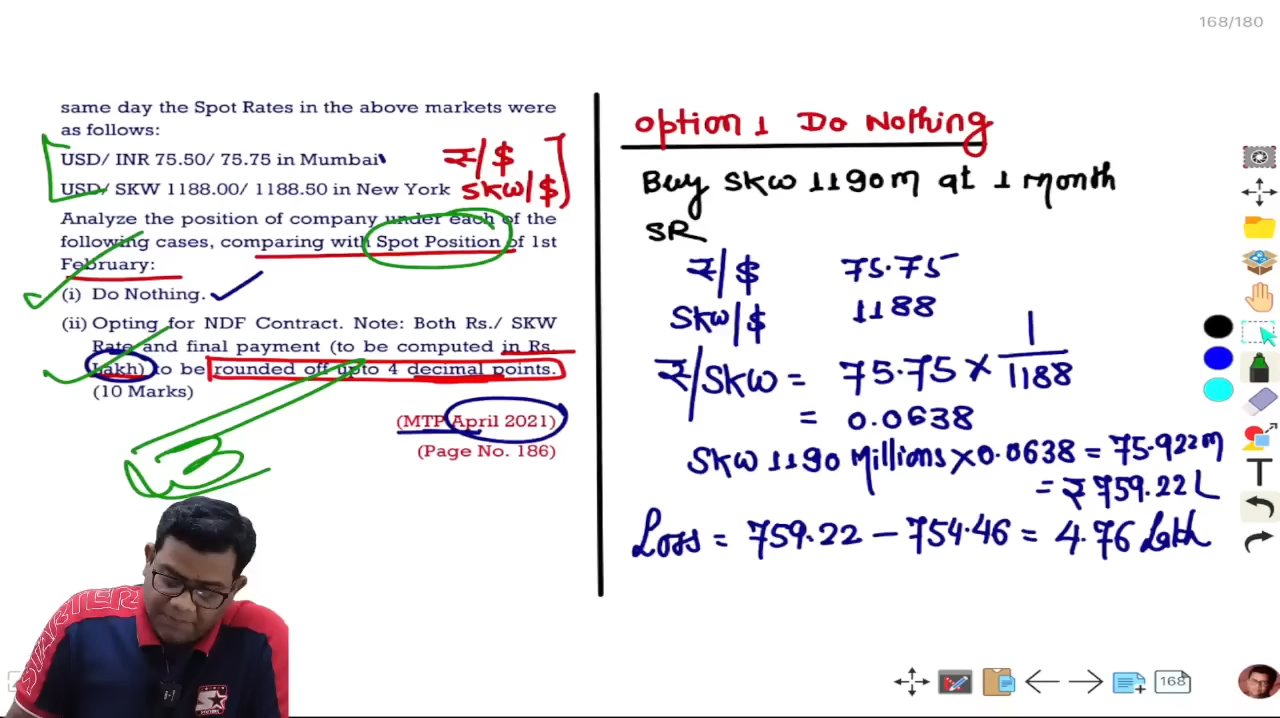 168/180
same day the Spot Rates in the above markets were
as follows:
USD/ INR 75.50/ 75.75 in Mumbai
₹/$
USD/ SKW 1188.00/ 1188.50 in New York
SKW/$
Analyze the position of company under each of the
following cases, comparing with Spot Position of 1st
February:
(i) Do Nothing.
(ii) Opting for NDF Contract. Note: Both Rs./ SKW
Rate and final payment (to be computed in Rs.
Lakh) to be rounded off upto 4 decimal points.
(10 Marks)
(MTP April 2021)
(Page No. 186)
3
Option 1 Do Nothing
Buy SKW 1190m at 1 month
SR
₹/$ 75.75
SKW/$ 1188
₹/SKW = 75.75 × 1/1188
= 0.0638
SKW 1190 Millions × 0.0638 = 75.922m
= ₹ 759.22 L
Loss = 759.22 – 754.46 = 4.76 Lakh
STARTER
168